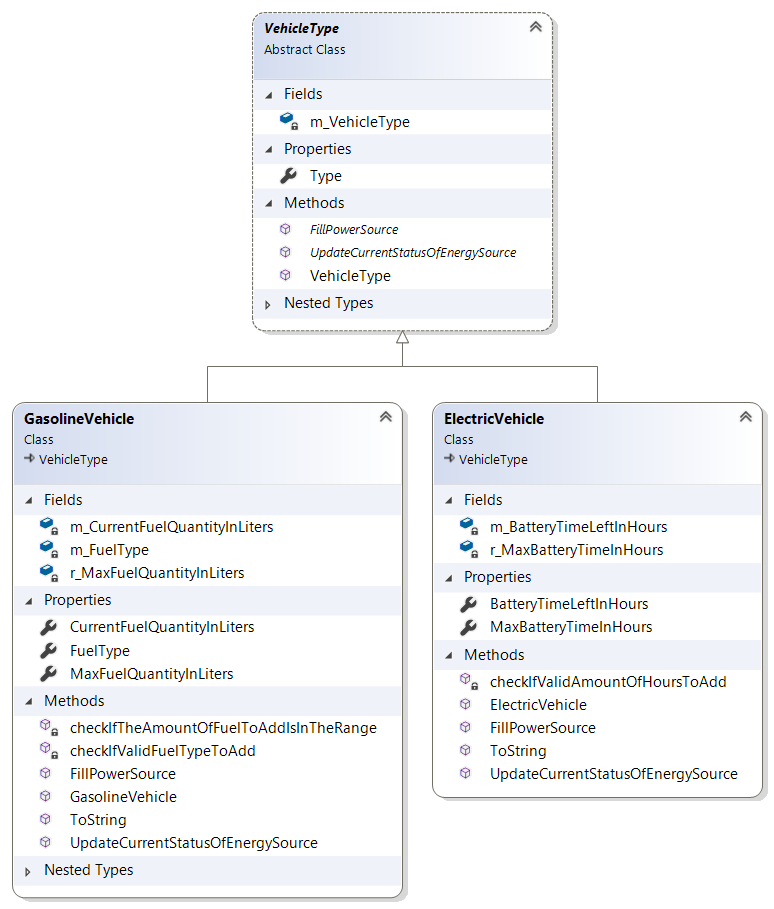 VehicleType
Abstract Class
Fields
m_VehicleType
Properties
Type
Methods
FillPowerSource
UpdateCurrentStatusOfEnergySource
VehicleType
Nested Types
GasolineVehicle
Class
VehicleType
Fields
m_CurrentFuelQuantityInLiters
m_FuelType
r_MaxFuelQuantityInLiters
Properties
CurrentFuelQuantityInLiters
FuelType
MaxFuelQuantityInLiters
Methods
checkIfTheAmountOfFuelToAddIsInTheRange
checkIfValidFuelTypeToAdd
FillPowerSource
GasolineVehicle
ToString
UpdateCurrentStatusOfEnergySource
Nested Types
ElectricVehicle
Class
VehicleType
Fields
m_BatteryTimeLeftInHours
r_MaxBatteryTimeInHours
Properties
BatteryTimeLeftInHours
MaxBatteryTimeInHours
Methods
checkIfValidAmountOfHoursToAdd
ElectricVehicle
FillPowerSource
ToString
UpdateCurrentStatusOfEnergySource